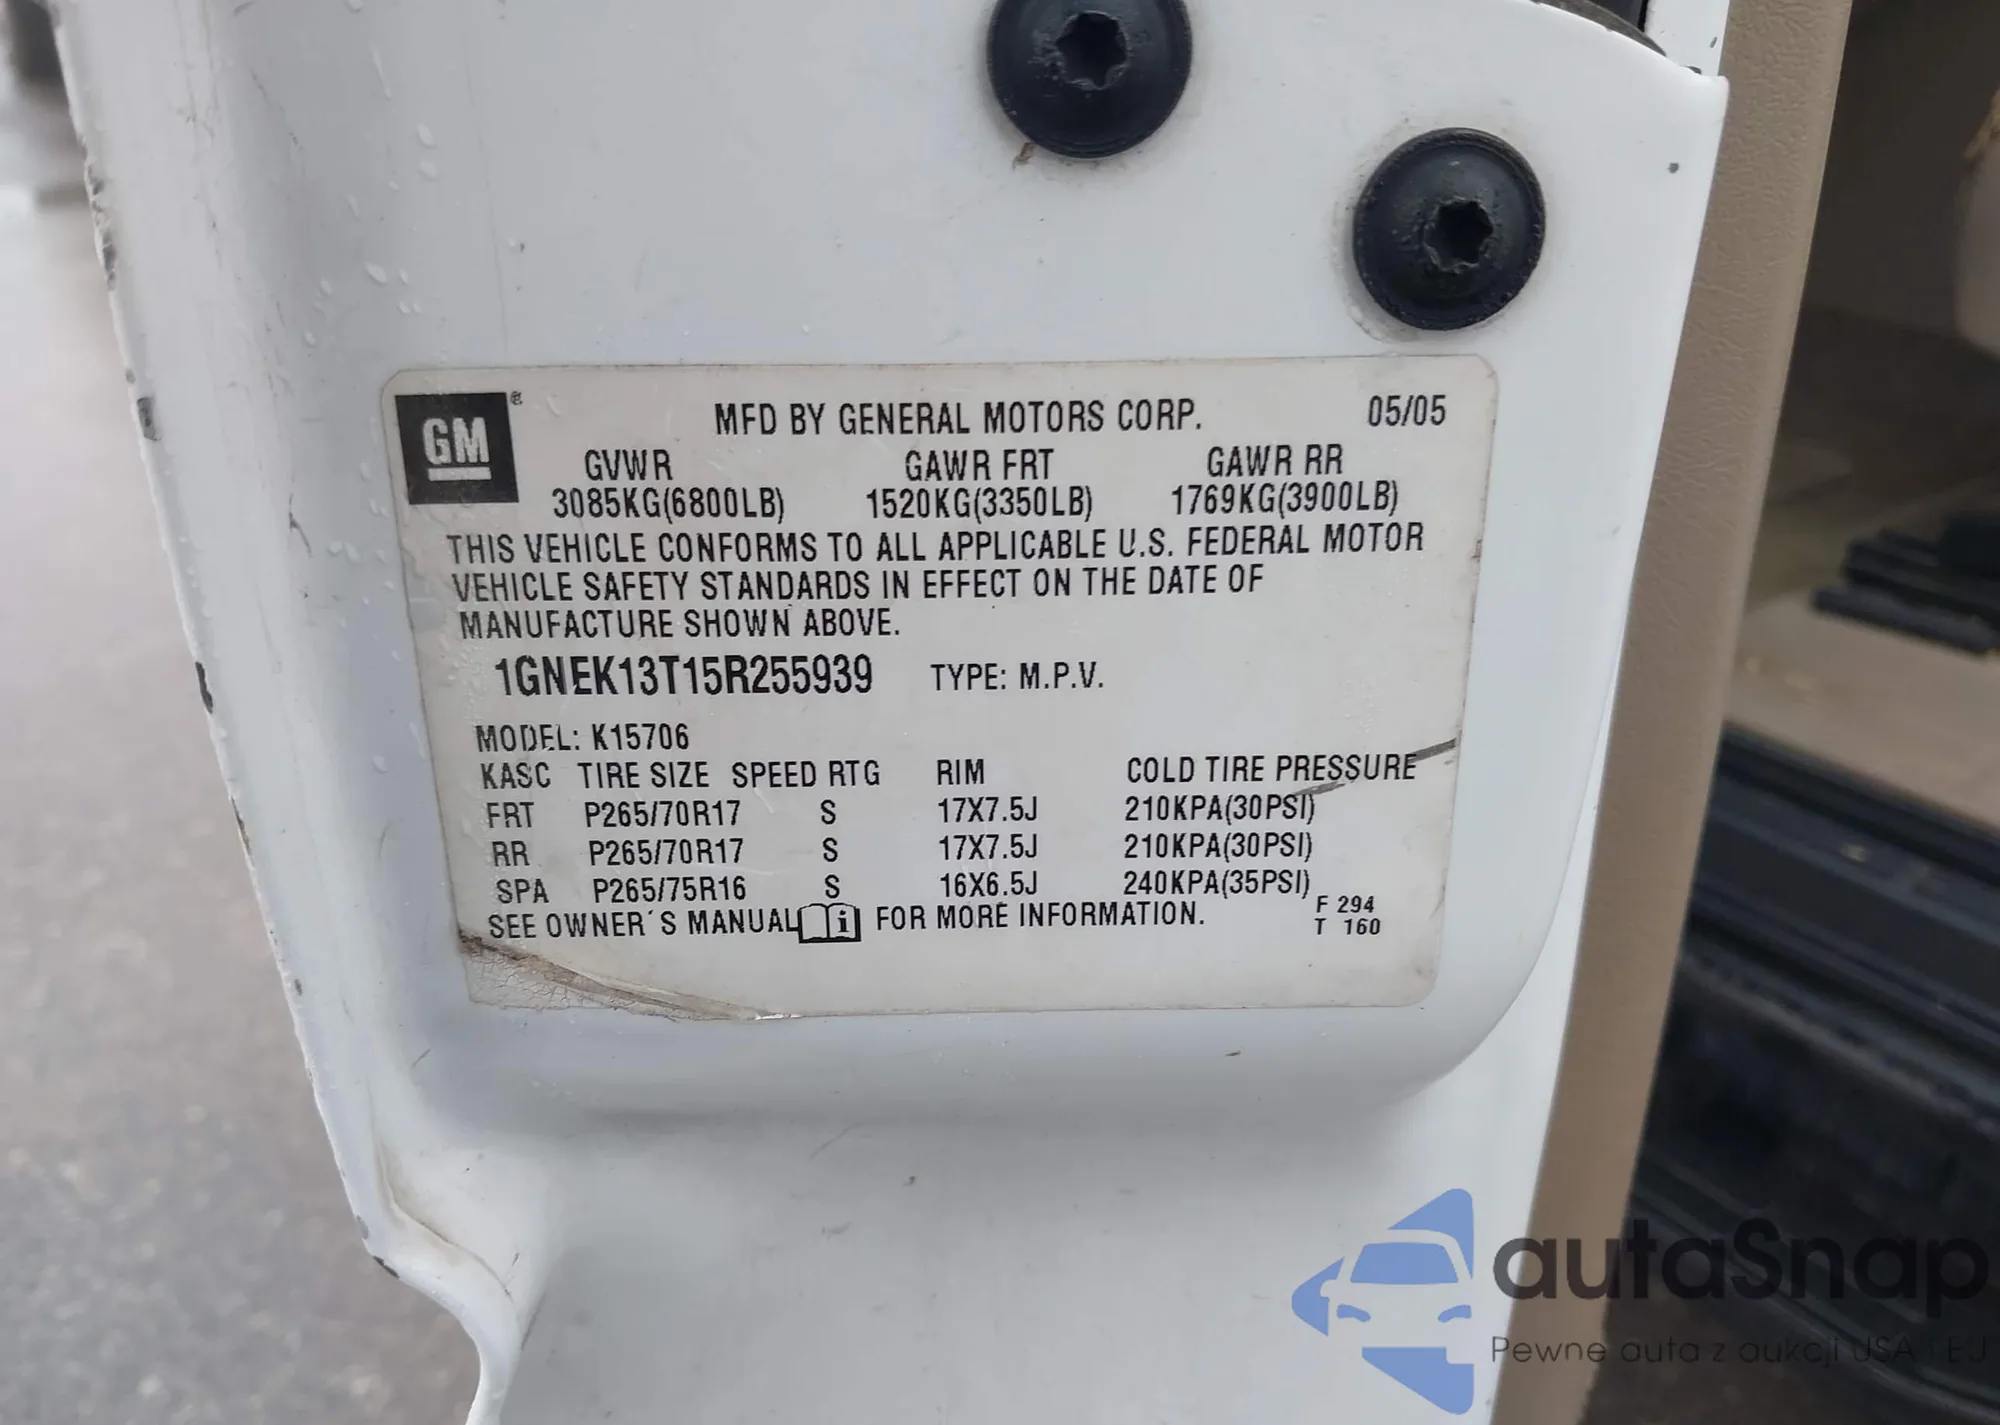 GM
MFD BY GENERAL MOTORS CORP. 05/05
GVWR GAWR FRT GAWR RR
3085KG(6800LB) 1520KG(3350LB) 1769KG(3900LB)
THIS VEHICLE CONFORMS TO ALL APPLICABLE U.S. FEDERAL MOTOR
VEHICLE SAFETY STANDARDS IN EFFECT ON THE DATE OF
MANUFACTURE SHOWN ABOVE.
1GNEK13T15R255939 TYPE: M.P.V.
MODEL: K15706
KASC TIRE SIZE SPEED RTG RIM COLD TIRE PRESSURE
FRT P265/70R17 S 17X7.5J 210KPA(30PSI)
RR P265/70R17 S 17X7.5J 210KPA(30PSI)
SPA P265/75R16 S 16X6.5J 240KPA(35PSI)
SEE OWNER´S MANUAL i FOR MORE INFORMATION.
F 294
T 160
autaSnap
Pewne auta z aukcji USA i EJ